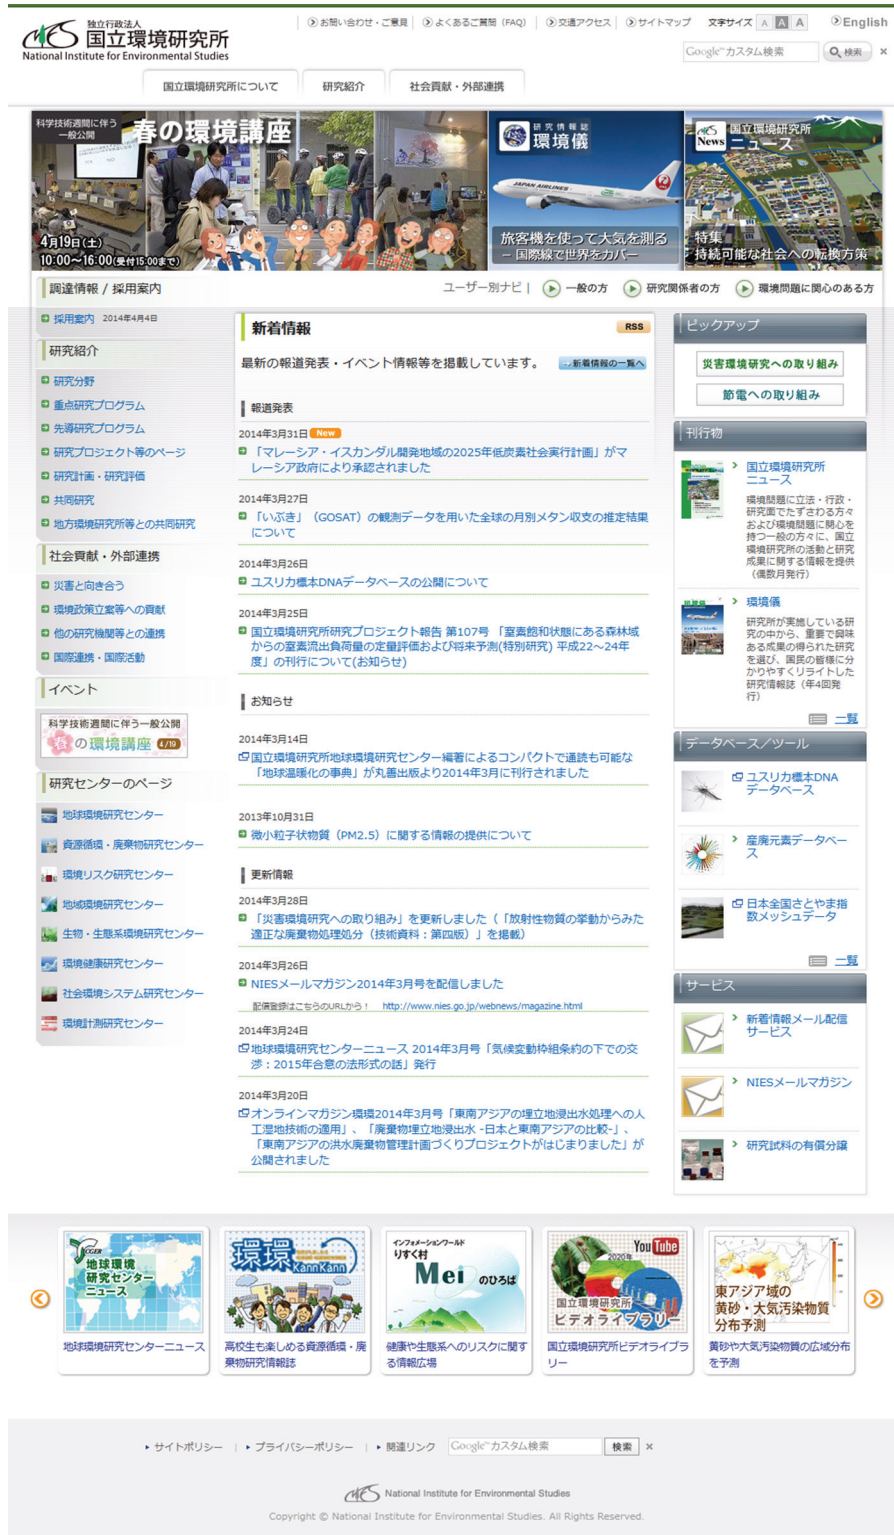 独立行政法人
国立環境研究所
National Institute for Environmental Studies
お問い合わせ・ご意見
よくあるご質問（FAQ）
交通アクセス
サイトマップ
文字サイズ A A A
English
Google カスタム検索
検索 ×
国立環境研究所について
研究紹介
社会貢献・外部連携
科学技術週間に伴う
一般公開
春の環境講座
4月19日(土)
10:00～16:00(受付15:00まで)
研究情報誌
環境儀
JAPAN AIRLINES
旅客機を使って大気を測る
－国際線で世界をカバー－
NIES
News
国立環境研究所
ニュース
特集
持続可能な社会への転換方策
調達情報 / 採用案内
ユーザー別ナビ |
一般の方
研究関係者の方
環境問題に関心のある方
採用案内 2014年4月4日
研究紹介
研究分野
重点研究プログラム
先導研究プログラム
研究プロジェクト等のページ
研究計画・研究評価
共同研究
地方環境研究所等との共同研究
社会貢献・外部連携
災害と向き合う
環境政策立案等への貢献
他の研究機関等との連携
国際連携・国際活動
イベント
科学技術週間に伴う一般公開
春の環境講座 4/19
研究センターのページ
地球環境研究センター
資源循環・廃棄物研究センター
環境リスク研究センター
地域環境研究センター
生物・生態系環境研究センター
環境健康研究センター
社会環境システム研究センター
環境計測研究センター
新着情報
RSS
最新の報道発表・イベント情報等を掲載しています。
新着情報の一覧へ
報道発表
2014年3月31日 New
「マレーシア・イスカンダル開発地域の2025年低炭素社会実行計画」がマ
レーシア政府により承認されました
2014年3月27日
「いぶき」（GOSAT）の観測データを用いた全球の月別メタン収支の推定結果
について
2014年3月26日
ユスリカ標本DNAデータベースの公開について
2014年3月25日
国立環境研究所研究プロジェクト報告 第107号 「窒素飽和状態にある森林域
からの窒素流出負荷量の定量評価および将来予測(特別研究) 平成22～24年
度」の刊行について(お知らせ)
お知らせ
2014年3月14日
国立環境研究所地球環境研究センター編著によるコンパクトで通読も可能な
「地球温暖化の事典」が丸善出版より2014年3月に刊行されました
2013年10月31日
微小粒子状物質（PM2.5）に関する情報の提供について
更新情報
2014年3月28日
「災害環境研究への取り組み」を更新しました（「放射性物質の挙動からみた
適正な廃棄物処理処分（技術資料：第四版）」を掲載）
2014年3月26日
NIESメールマガジン2014年3月号を配信しました
配信登録はこちらのURLから！ http://www.nies.go.jp/webnews/magazine.html
2014年3月24日
地球環境研究センターニュース 2014年3月号「気候変動枠組条約の下での交
渉：2015年合意の法形式の話」発行
2014年3月20日
オンラインマガジン環環2014年3月号「東南アジアの埋立地浸出水処理への人
工湿地技術の適用」、「廃棄物埋立地浸出水 -日本と東南アジアの比較-」、
「東南アジアの洪水廃棄物管理計画づくりプロジェクトがはじまりました」が
公開されました
ピックアップ
災害環境研究への取り組み
節電への取り組み
刊行物
国立環境研究所
ニュース
環境問題に立法・行政・
研究面でたずさわる方々
および環境問題に関心を
持つ一般の方々に、国立
環境研究所の活動と研究
成果に関する情報を提供
（偶数月発行）
環境儀
研究所が実施している研
究の中から、重要で興味
ある成果の得られた研究
を選び、国民の皆様に分
かりやすくリライトした
研究情報誌（年4回発
行）
一覧
データベース／ツール
ユスリカ標本DNA
データベース
産廃元素データベー
ス
日本全国さとやま指
数メッシュデータ
一覧
サービス
新着情報メール配信
サービス
NIESメールマガジン
研究試料の有償分譲
CGER
地球環境
研究センター
ニュース
地球環境研究センターニュース
環環
KannKann
高校生も楽しめる資源循環・廃
棄物研究情報誌
インフォメーションワールド
りすく村
Mei のひろば
健康や生態系へのリスクに関す
る情報広場
You Tube
2020年
国立環境研究所
ビデオライブラリー
国立環境研究所ビデオライブラ
リー
東アジア域の
黄砂・大気汚染物質
分布予測
黄砂や大気汚染物質の広域分布
を予測
サイトポリシー | プライバシーポリシー | 関連リンク
Google カスタム検索 検索 ×
National Institute for Environmental Studies
Copyright © National Institute for Environmental Studies. All Rights Reserved.